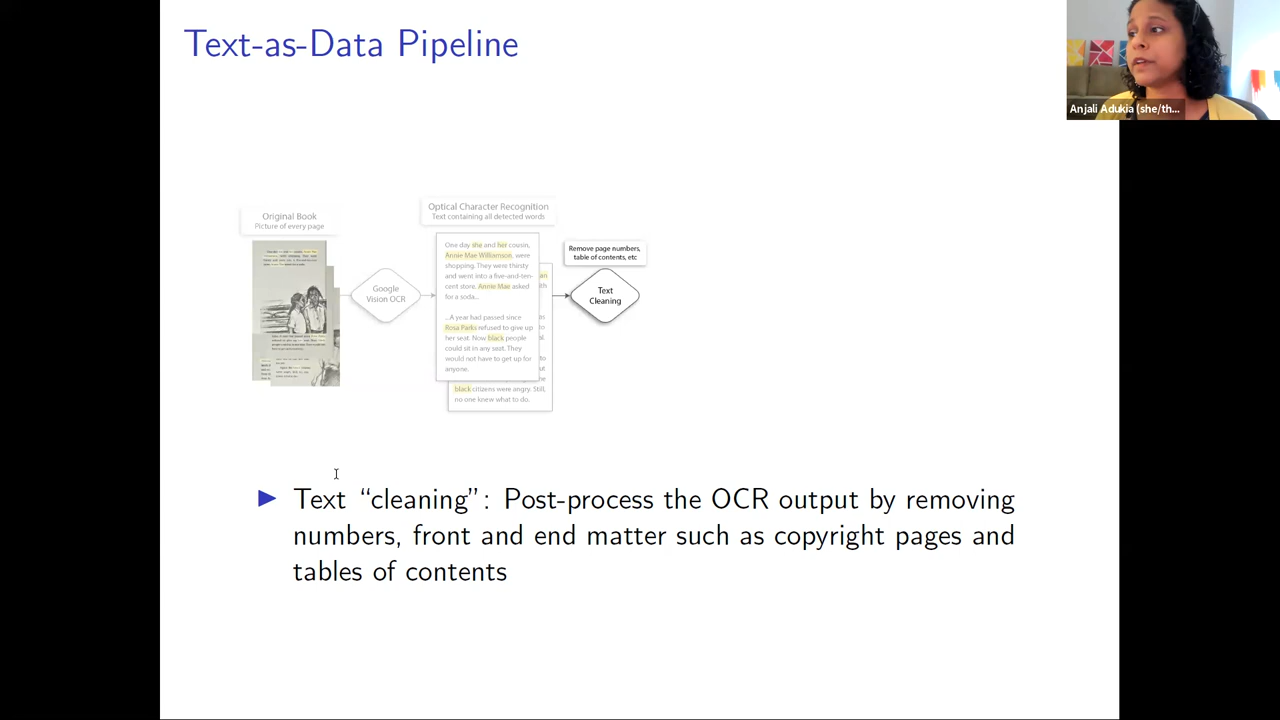 Text-as-Data Pipeline
Anjali Adukia (she/th...
Original Book
Picture of every page
Google
Vision OCR
Optical Character Recognition
Text containing all detected words
One day she and her cousin,
Annie Mae Williamson, were
shopping. They were thirsty
and went into a five-and-ten-
cent store. Annie Mae asked
for a soda...
...A year had passed since
Rosa Parks refused to give up
her seat. Now black people
could sit in any seat. They
would not have to get up for
anyone.
black citizens were angry. Still,
no one knew what to do.
Remove page numbers,
table of contents, etc
Text
Cleaning
▶ Text “cleaning”: Post-process the OCR output by removing
numbers, front and end matter such as copyright pages and
tables of contents